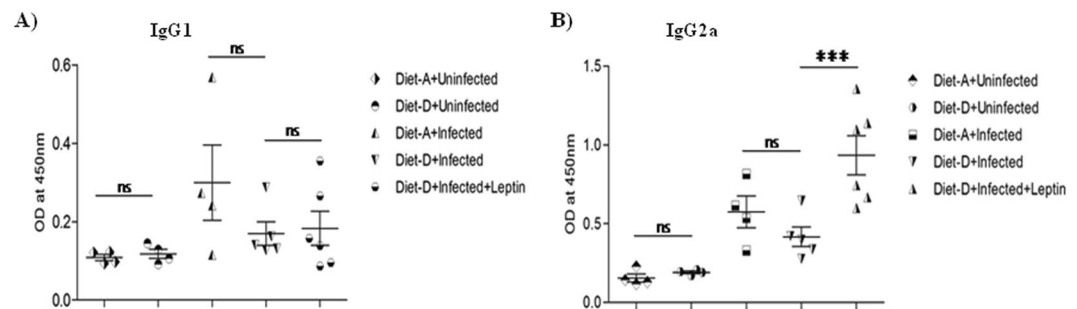 A)
IgG1
OD at 450nm
0.6
0.4
0.2
0.0
ns
ns
ns
Diet-A+Uninfected
Diet-D+Uninfected
Diet-A+Infected
Diet-D+Infected
Diet-D+Infected+Leptin
B)
IgG2a
OD at 450nm
1.5
1.0
0.5
0.0
ns
ns
***
Diet-A+Uninfected
Diet-D+Uninfected
Diet-A+Infected
Diet-D+Infected
Diet-D+Infected+Leptin